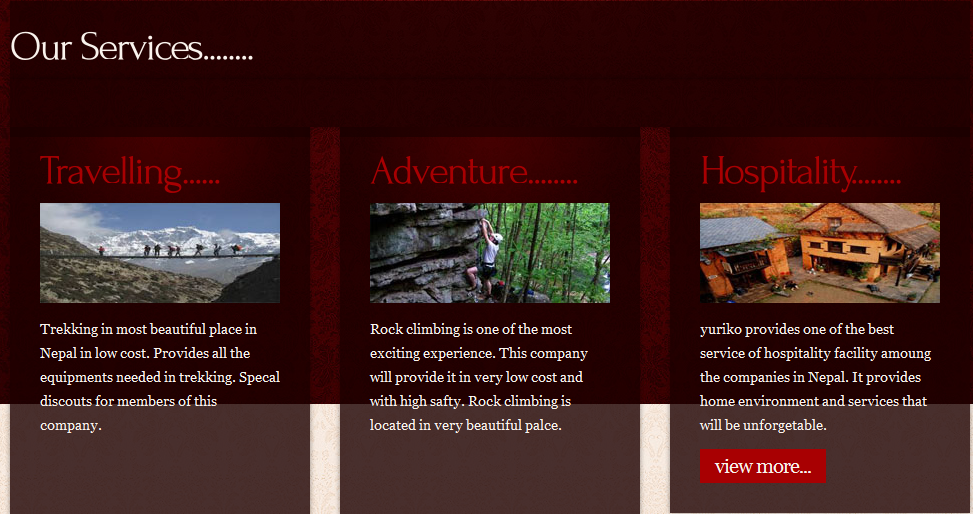 Our Services........
Travelling......
Trekking in most beautiful place in
Nepal in low cost. Provides all the
equipments needed in trekking. Specal
discouts for members of this
company.
Adventure........
Rock climbing is one of the most
exciting experience. This company
will provide it in very low cost and
with high safty. Rock climbing is
located in very beautiful palce.
Hospitality........
yuriko provides one of the best
service of hospitality facility amoung
the companies in Nepal. It provides
home environment and services that
will be unforgetable.
view more...